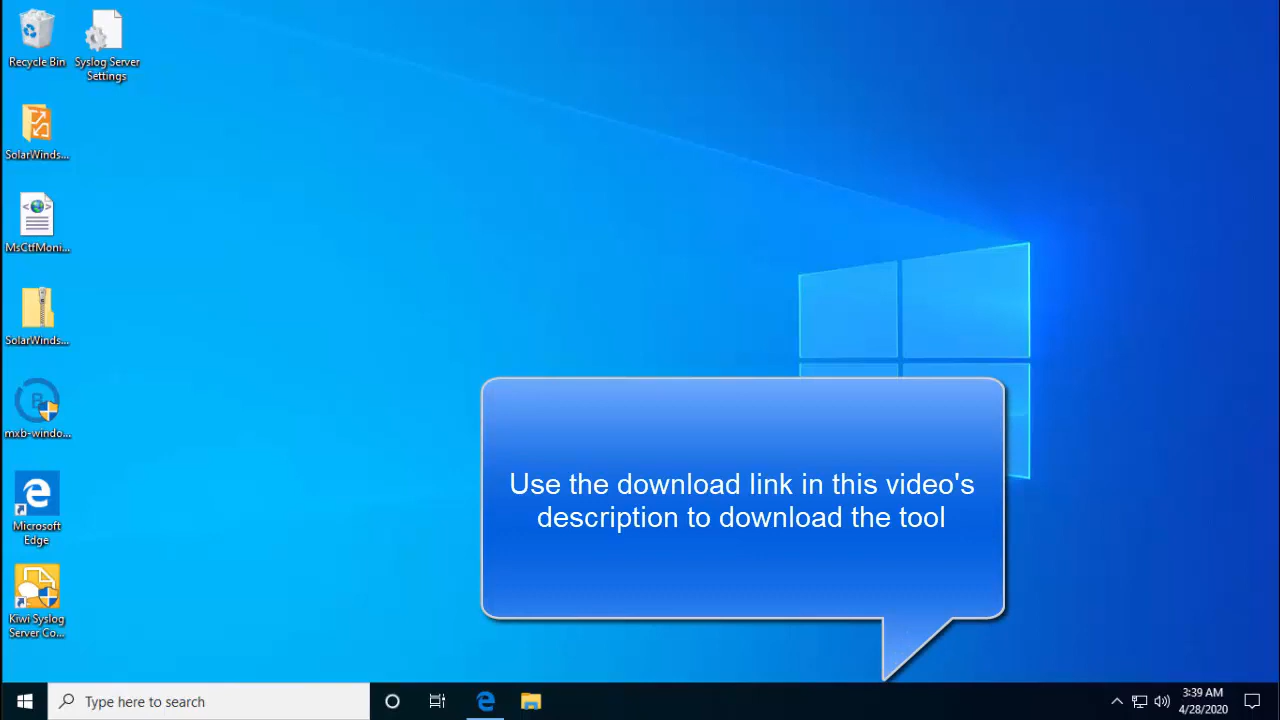 Recycle Bin
Syslog Server
Settings
SolarWinds...
MsCtfMoni...
SolarWinds...
mxb-windo...
Microsoft
Edge
Kiwi Syslog
Server Co...
Use the download link in this video's
description to download the tool
Type here to search
3:39 AM
4/28/2020